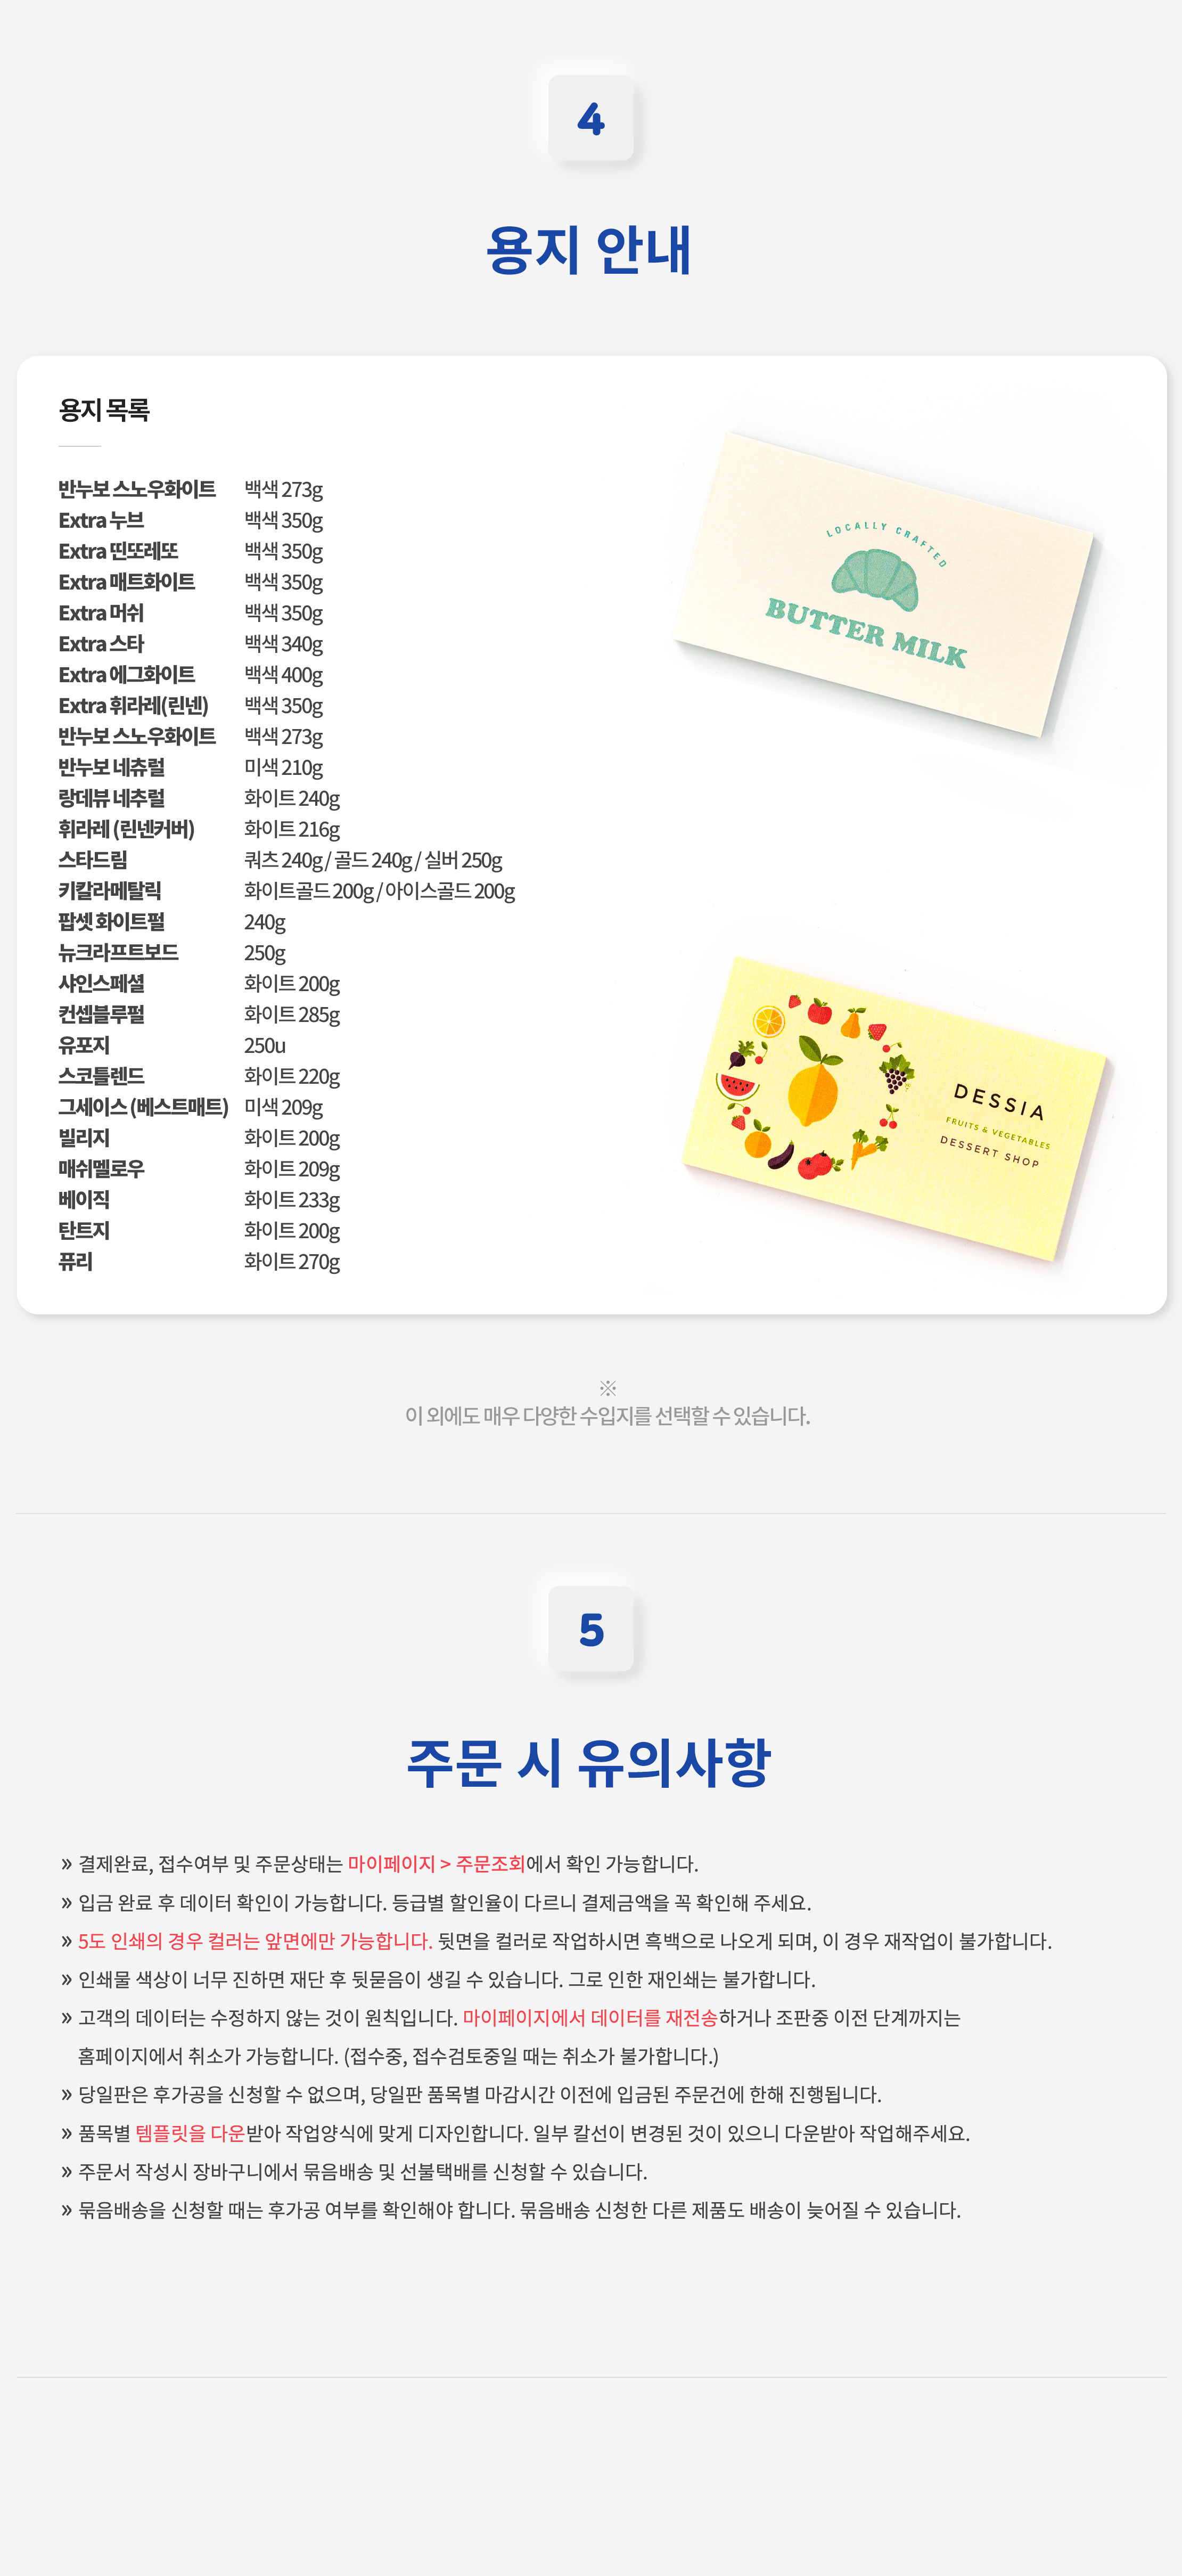 4
용지 안내
용지 목록
반누보 스노우화이트 백색 273g
Extra 누브 백색 350g
Extra 띤또레또 백색 350g
Extra 매트화이트 백색 350g
Extra 머쉬 백색 350g
Extra 스타 백색 340g
Extra 에그화이트 백색 400g
Extra 휘라레(린넨) 백색 350g
반누보 스노우화이트 백색 273g
반누보 네츄럴 미색 210g
랑데뷰 네추럴 화이트 240g
휘라레 (린넨커버) 화이트 216g
스타드림 쿼츠 240g / 골드 240g / 실버 250g
키칼라메탈릭 화이트골드 200g / 아이스골드 200g
팝셋 화이트펄 240g
뉴크라프트보드 250g
샤인스페셜 화이트 200g
컨셉블루펄 화이트 285g
유포지 250u
스코틀렌드 화이트 220g
그세이스 (베스트매트) 미색 209g
빌리지 화이트 200g
매쉬멜로우 화이트 209g
베이직 화이트 233g
탄트지 화이트 200g
퓨리 화이트 270g
LOCALLY CRAFTED
BUTTER MILK
DESSIA
FRUITS & VEGETABLES
DESSERT SHOP
※
이 외에도 매우 다양한 수입지를 선택할 수 있습니다.
5
주문 시 유의사항
» 결제완료, 접수여부 및 주문상태는 마이페이지 > 주문조회에서 확인 가능합니다.
» 입금 완료 후 데이터 확인이 가능합니다. 등급별 할인율이 다르니 결제금액을 꼭 확인해 주세요.
» 5도 인쇄의 경우 컬러는 앞면에만 가능합니다. 뒷면을 컬러로 작업하시면 흑백으로 나오게 되며, 이 경우 재작업이 불가합니다.
» 인쇄물 색상이 너무 진하면 재단 후 뒷묻음이 생길 수 있습니다. 그로 인한 재인쇄는 불가합니다.
» 고객의 데이터는 수정하지 않는 것이 원칙입니다. 마이페이지에서 데이터를 재전송하거나 조판중 이전 단계까지는
홈페이지에서 취소가 가능합니다. (접수중, 접수검토중일 때는 취소가 불가합니다.)
» 당일판은 후가공을 신청할 수 없으며, 당일판 품목별 마감시간 이전에 입금된 주문건에 한해 진행됩니다.
» 품목별 템플릿을 다운받아 작업양식에 맞게 디자인합니다. 일부 칼선이 변경된 것이 있으니 다운받아 작업해주세요.
» 주문서 작성시 장바구니에서 묶음배송 및 선불택배를 신청할 수 있습니다.
» 묶음배송을 신청할 때는 후가공 여부를 확인해야 합니다. 묶음배송 신청한 다른 제품도 배송이 늦어질 수 있습니다.